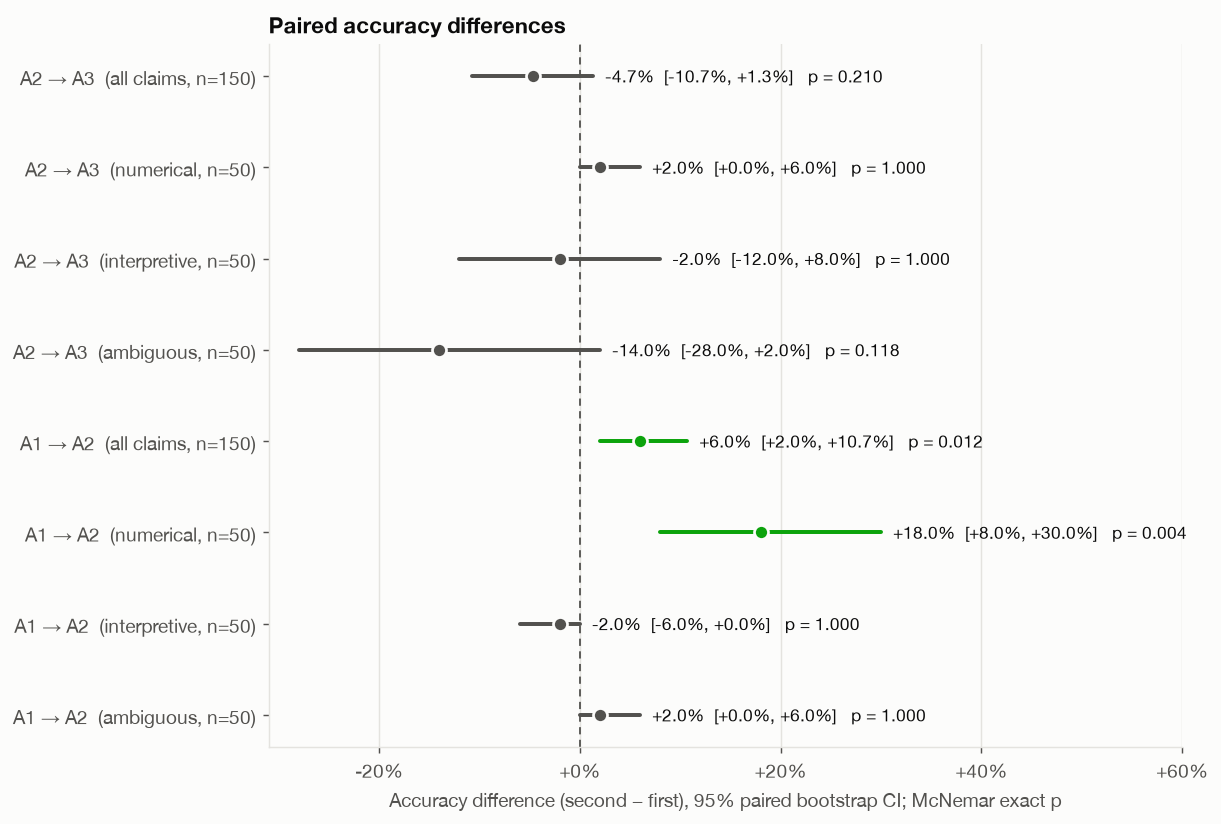 Paired accuracy differences
A2 → A3 (all claims, n=150) -4.7% [-10.7%, +1.3%] p = 0.210
A2 → A3 (numerical, n=50) +2.0% [+0.0%, +6.0%] p = 1.000
A2 → A3 (interpretive, n=50) -2.0% [-12.0%, +8.0%] p = 1.000
A2 → A3 (ambiguous, n=50) -14.0% [-28.0%, +2.0%] p = 0.118
A1 → A2 (all claims, n=150) +6.0% [+2.0%, +10.7%] p = 0.012
A1 → A2 (numerical, n=50) +18.0% [+8.0%, +30.0%] p = 0.004
A1 → A2 (interpretive, n=50) -2.0% [-6.0%, +0.0%] p = 1.000
A1 → A2 (ambiguous, n=50) +2.0% [+0.0%, +6.0%] p = 1.000
-20% +0% +20% +40% +60%
Accuracy difference (second − first), 95% paired bootstrap CI; McNemar exact p